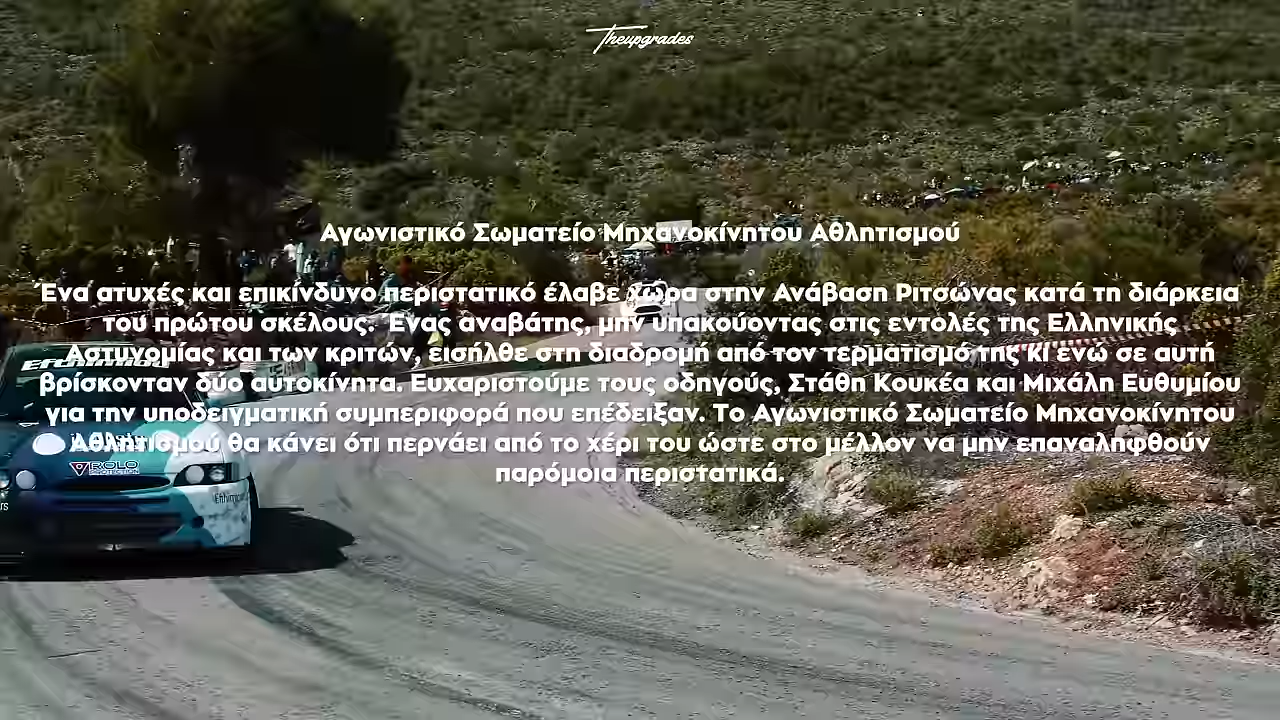 Theupgrades
Αγωνιστικό Σωματείο Μηχανοκίνητου Αθλητισμού
Ένα ατυχές και επικίνδυνο περιστατικό έλαβε χώρα στην Ανάβαση Ριτσώνας κατά τη διάρκεια
του πρώτου σκέλους. Ένας αναβάτης, μην υπακούοντας στις εντολές της Ελληνικής
Αστυνομίας και των κριτών, εισήλθε στη διαδρομή από τον τερματισμό της κι ενώ σε αυτή
βρίσκονταν δύο αυτοκίνητα. Ευχαριστούμε τους οδηγούς, Στάθη Κουκέα και Μιχάλη Ευθυμίου
για την υποδειγματική συμπεριφορά που επέδειξαν. Το Αγωνιστικό Σωματείο Μηχανοκίνητου
Αθλητισμού θα κάνει ότι περνάει από το χέρι του ώστε στο μέλλον να μην επαναληφθούν
παρόμοια περιστατικά.
ROLO